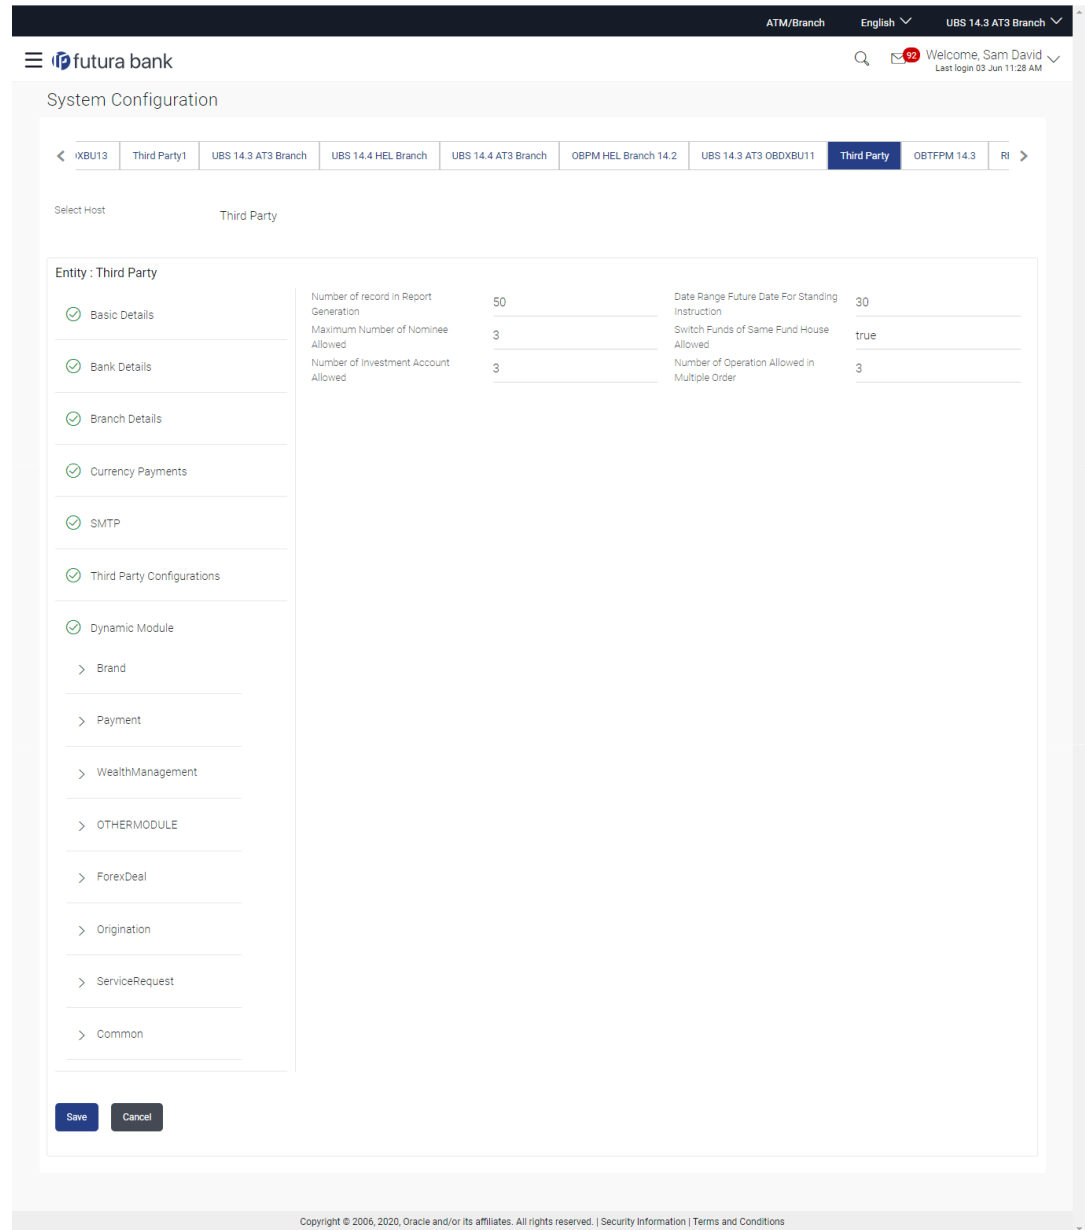 ATM/Branch English UBS 14.3 AT3 Branch
futura bank
92
Welcome, Sam David
Last login 03 Jun 11:28 AM
System Configuration
XBU13 Third Party1 UBS 14.3 AT3 Branch UBS 14.4 HEL Branch UBS 14.4 AT3 Branch OBPM HEL Branch 14.2 UBS 14.3 AT3 OBDXBU11 Third Party OBTFPM 14.3
Select Host Third Party
Entity : Third Party
Basic Details
Bank Details
Branch Details
Currency Payments
SMTP
Third Party Configurations
Dynamic Module
Brand
Payment
WealthManagement
OTHERMODULE
ForexDeal
Origination
ServiceRequest
Common
Number of record in Report
Generation
50
Date Range Future Date For Standing
Instruction
30
Maximum Number of Nominee
Allowed
3
Switch Funds of Same Fund House
Allowed
true
Number of Investment Account
Allowed
3
Number of Operation Allowed in
Multiple Order
3
Save Cancel
Copyright © 2006, 2020, Oracle and/or its affiliates. All rights reserved. | Security Information | Terms and Conditions